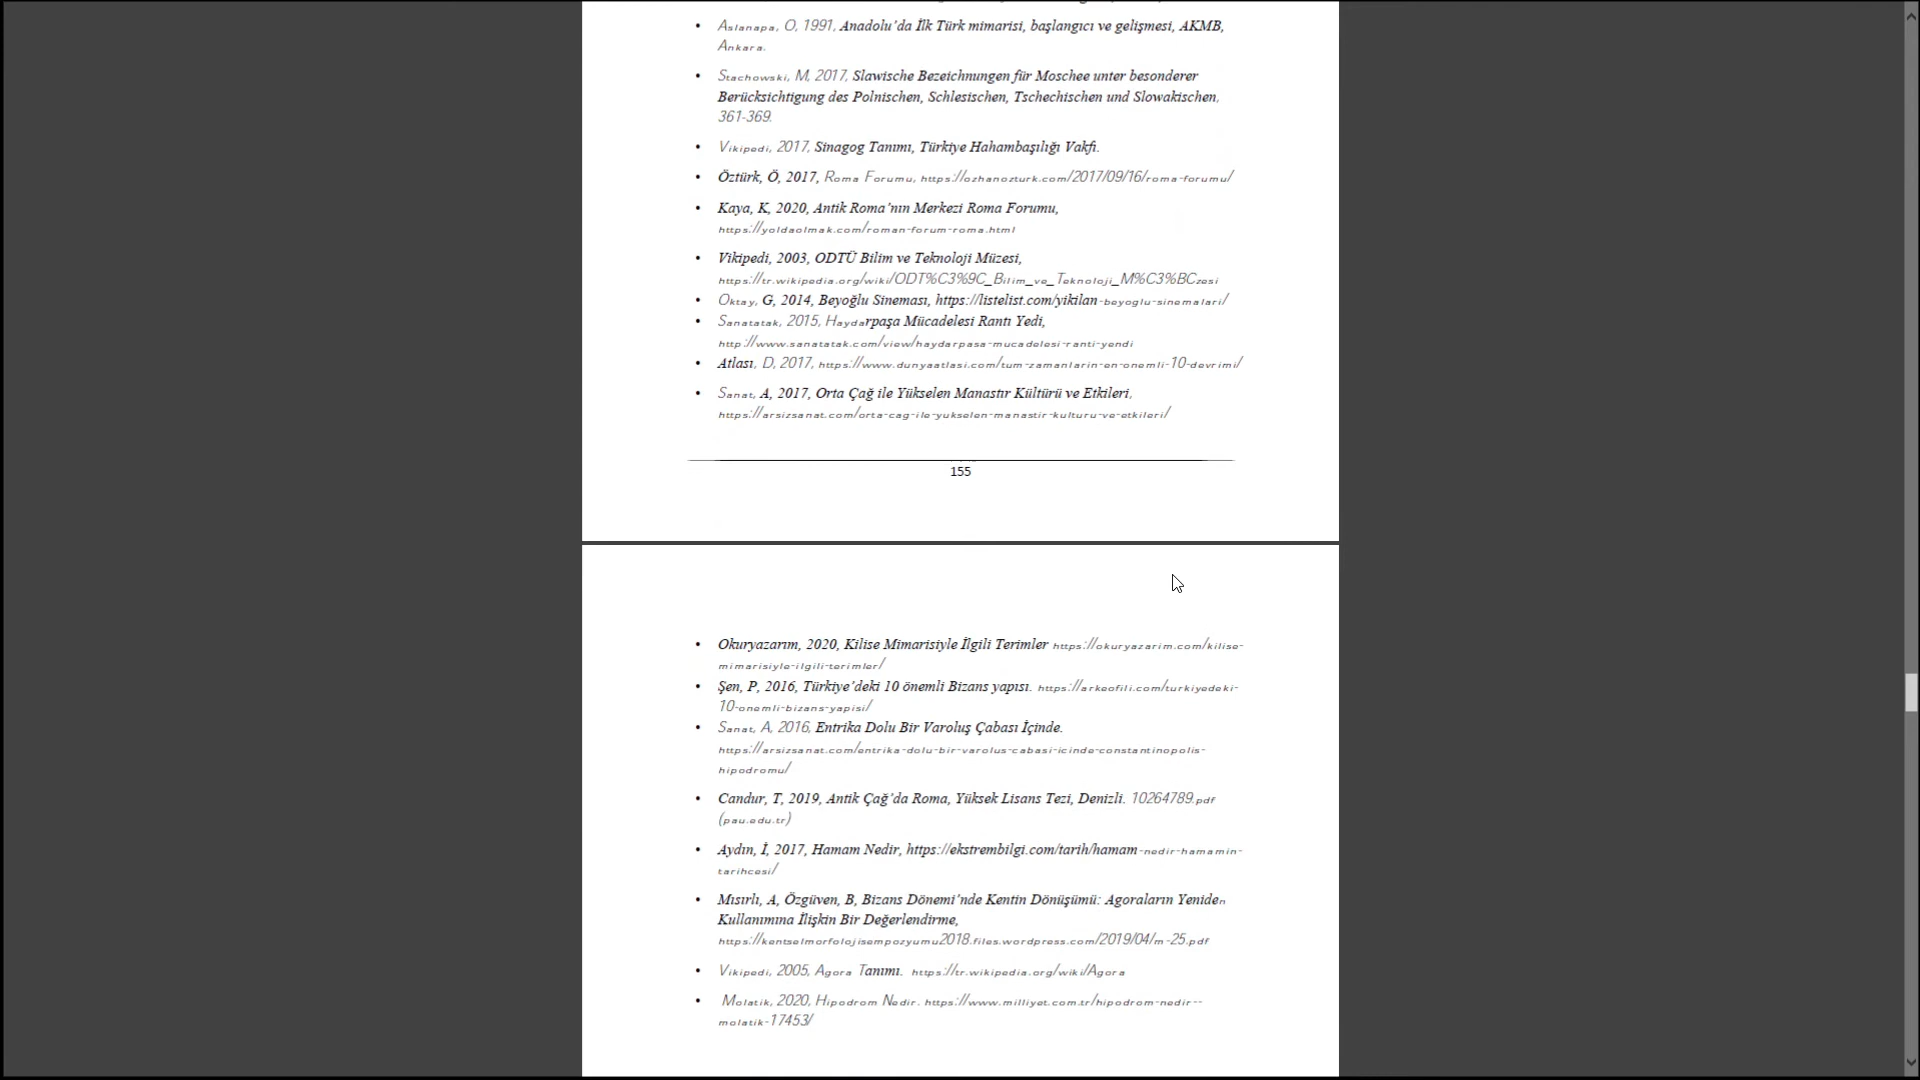 • Aslanapa, O, 1991, Anadolu'da İlk Türk mimarisi, başlangıcı ve gelişmesi, AKMB,
Ankara.
• Stachowski, M, 2017, Slawische Bezeichnungen für Moschee unter besonderer
Berücksichtigung des Polnischen, Schlesischen, Tschechischen und Slowakischen,
361-369.
• Vikipedi, 2017, Sinagog Tanımı, Türkiye Hahambaşılığı Vakfı.
• Öztürk, Ö, 2017, Roma Forumu, https://ozhanozturk.com/2017/09/16/roma-forumu/
• Kaya, K, 2020, Antik Roma'nın Merkezi Roma Forumu,
https://yoldaolmak.com/roman-forum-roma.html
• Vikipedi, 2003, ODTÜ Bilim ve Teknoloji Müzesi,
https://tr.wikipedia.org/wiki/ODT%C3%9C_Bilim_ve_Teknoloji_M%C3%BCzesi
• Oktay, G, 2014, Beyoğlu Sineması, https://listelist.com/yikilan-beyoglu-sinemalari/
• Sanatatak, 2015, Haydarpaşa Mücadelesi Rantı Yedi,
http://www.sanatatak.com/view/haydarpasa-mucadelesi-ranti-yendi
• Atlası, D, 2017, https://www.dunyaatlasi.com/tum-zamanlarin-en-onemli-10-devrimi/
• Sanat, A, 2017, Orta Çağ ile Yükselen Manastır Kültürü ve Etkileri,
https://arsizsanat.com/orta-cag-ile-yukselen-manastir-kulturu-ve-etkileri/
155
• Okuryazarım, 2020, Kilise Mimarisiyle İlgili Terimler https://okuryazarim.com/kilise-
mimarisiyle-ilgili-terimler/
• Şen, P, 2016, Türkiye'deki 10 önemli Bizans yapısı. https://arkeofili.com/turkiyedeki-
10-onemli-bizans-yapisi/
• Sanat, A, 2016, Entrika Dolu Bir Varoluş Çabası İçinde.
https://arsizsanat.com/entrika-dolu-bir-varolus-cabasi-icinde-constantinopolis-
hipodromu/
• Candur, T, 2019, Antik Çağ'da Roma, Yüksek Lisans Tezi, Denizli. 10264789.pdf
(pau.edu.tr)
• Aydın, İ, 2017, Hamam Nedir, https://ekstrembilgi.com/tarih/hamam-nedir-hamamin-
tarihcesi/
• Mısırlı, A, Özgüven, B, Bizans Dönemi'nde Kentin Dönüşümü: Agoraların Yeniden
Kullanımına İlişkin Bir Değerlendirme,
https://kentselmorfolojisempozyumu2018.files.wordpress.com/2019/04/m-25.pdf
• Vikipedi, 2005, Agora Tanımı. https://tr.wikipedia.org/wiki/Agora
• Molatik, 2020, Hipodrom Nedir. https://www.milliyet.com.tr/hipodrom-nedir--
molatik-17453/